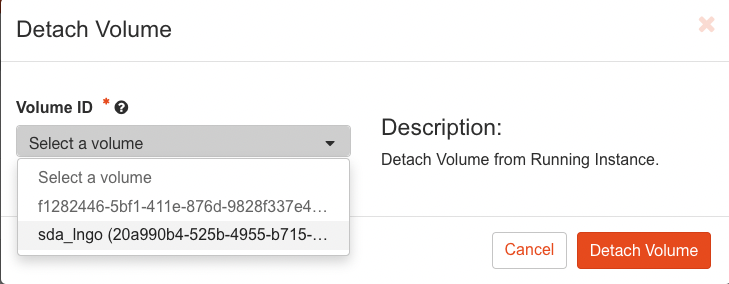 Detach Volume
Volume ID *
Select a volume
Select a volume
f1282446-5bf1-411e-876d-9828f337e4…
sda_lngo (20a990b4-525b-4955-b715-…
Description:
Detach Volume from Running Instance.
Cancel
Detach Volume